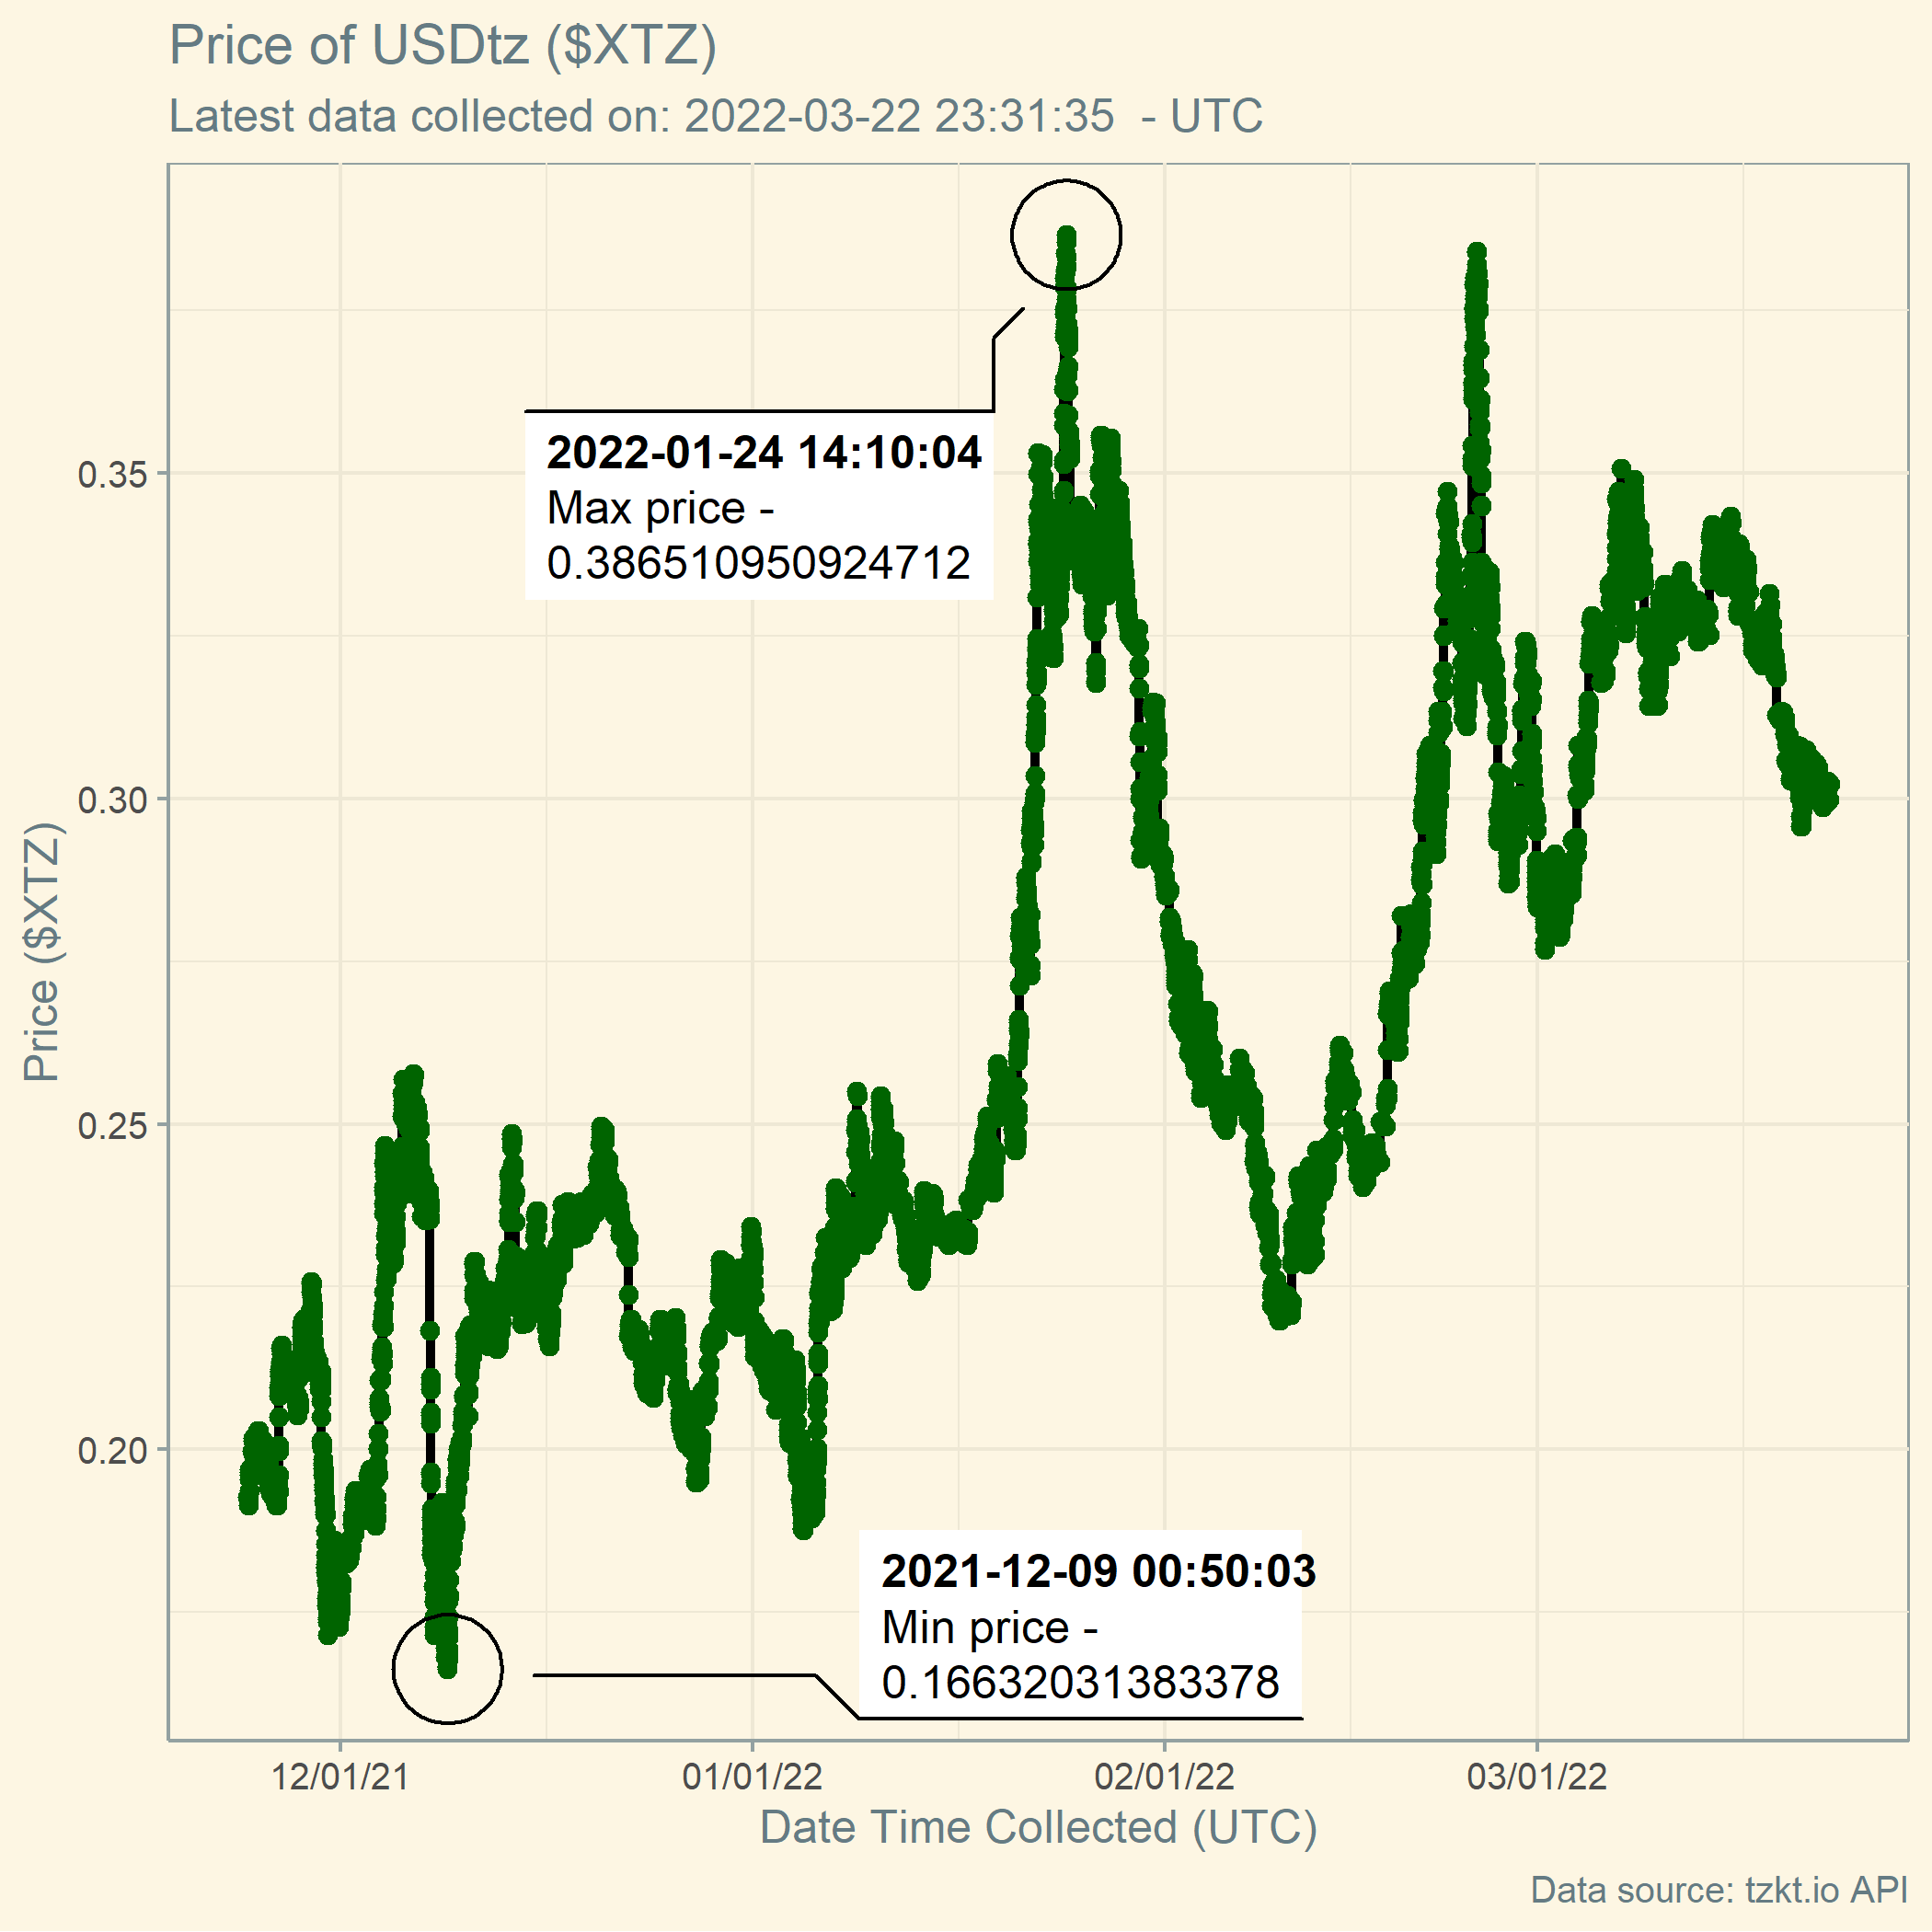 Price of USDtz ($XTZ)
Latest data collected on: 2022-03-22 23:31:35  - UTC
2022-01-24 14:10:04
Max price -
0.386510950924712
0.35
0.30
0.25
0.20
Price ($XTZ)
2021-12-09 00:50:03
Min price -
0.16632031383378
12/01/21
01/01/22
02/01/22
03/01/22
Date Time Collected (UTC)
Data source: tzkt.io API